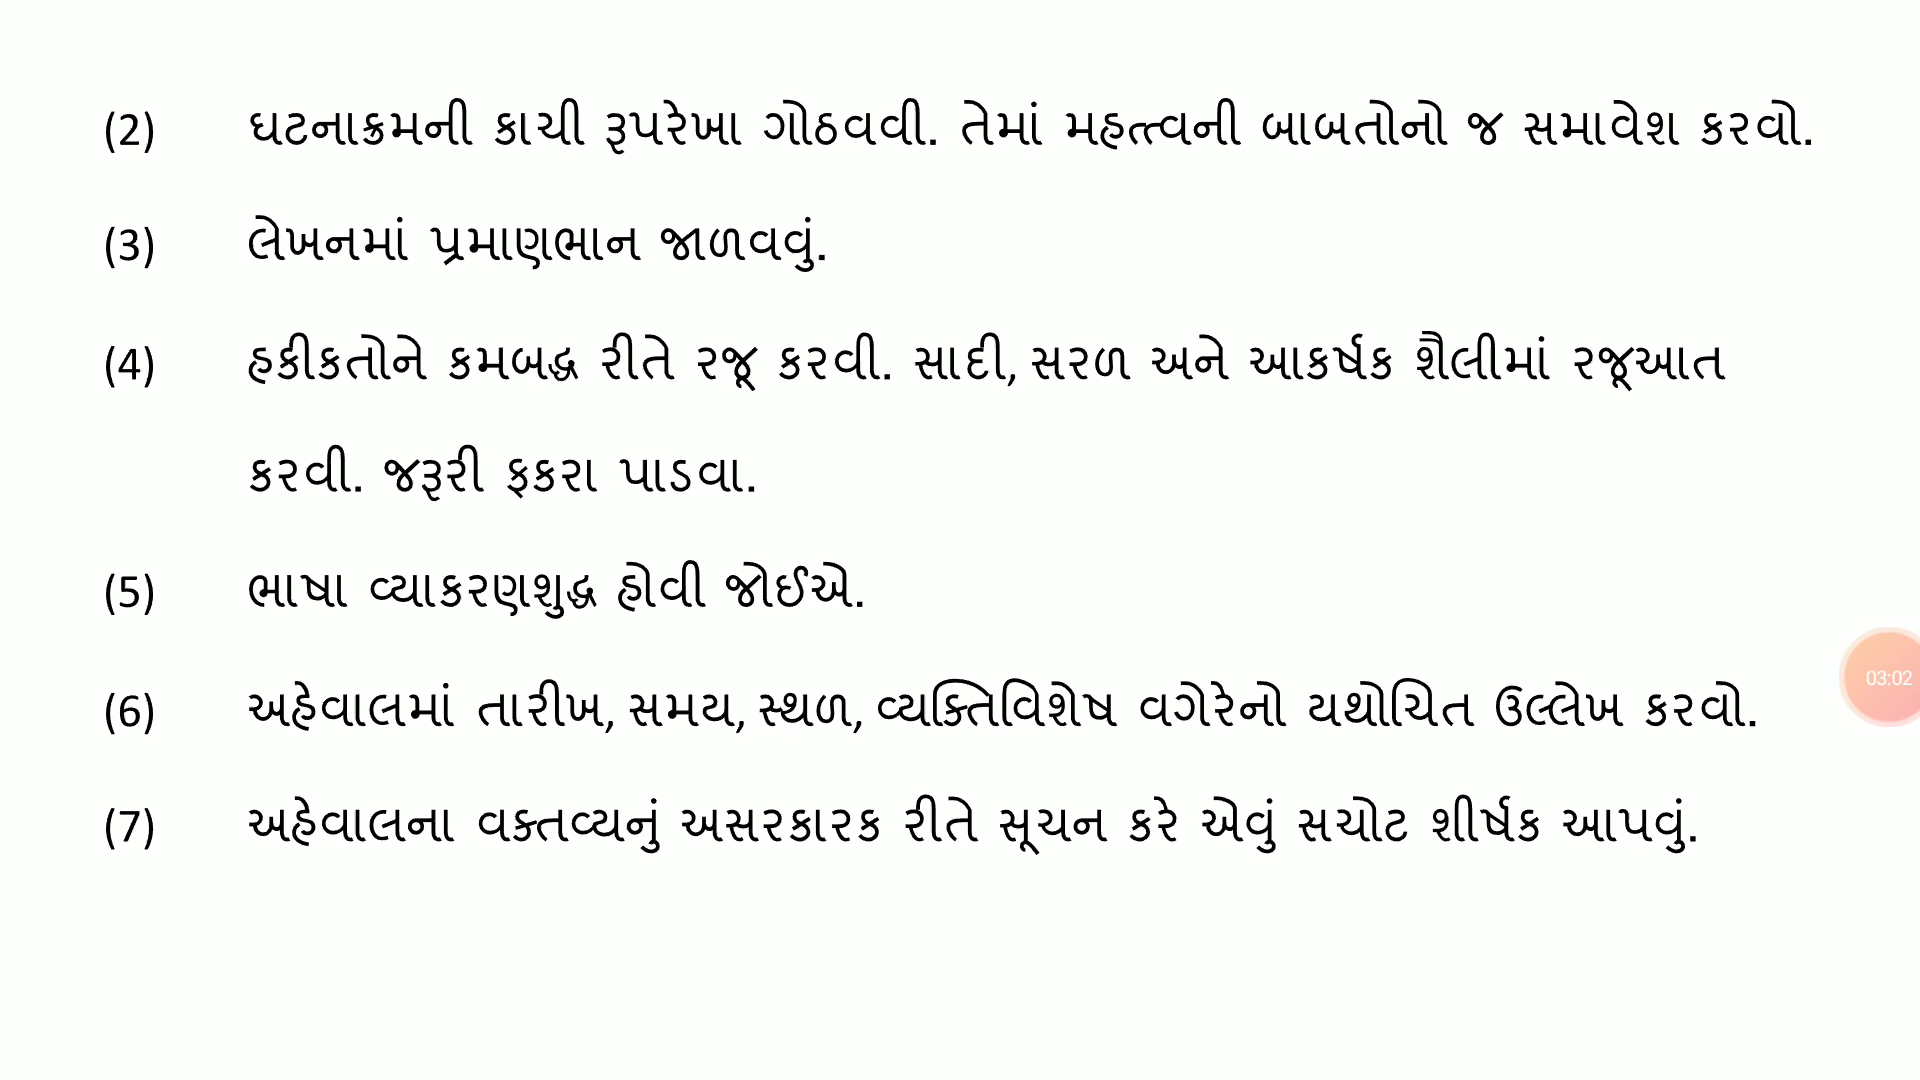 (2) ઘટનાક્રમની કાચી રૂપરેખા ગોઠવવી. તેમાં મહત્ત્વની બાબતોનો જ સમાવેશ કરવો.
(3) લેખનમાં પ્રમાણભાન જાળવવું.
(4) હકીકતોને કમબદ્ધ રીતે રજૂ કરવી. સાદી, સરળ અને આકર્ષક શૈલીમાં રજૂઆત
કરવી. જરૂરી ફકરા પાડવા.
(5) ભાષા વ્યાકરણશુદ્ધ હોવી જોઈએ.
(6) અહેવાલમાં તારીખ, સમય, સ્થળ, વ્યક્તિવિશેષ વગેરેનો યથોચિત ઉલ્લેખ કરવો.
03:02
(7) અહેવાલના વક્તવ્યનું અસરકારક રીતે સૂચન કરે એવું સચોટ શીર્ષક આપવું.